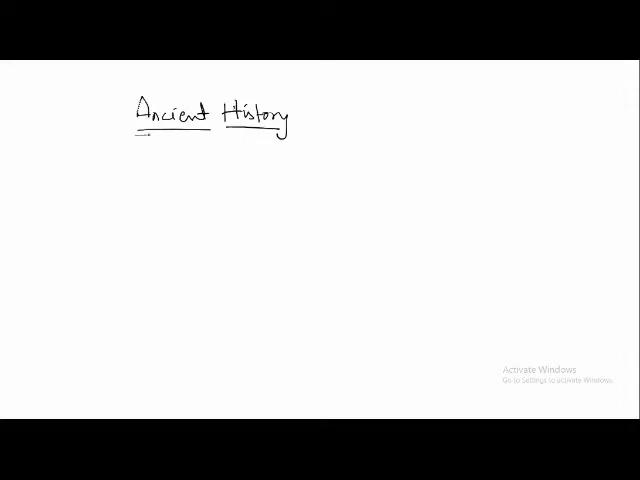 Ancient History
Activate Windows
Go to Settings to activate Windows.